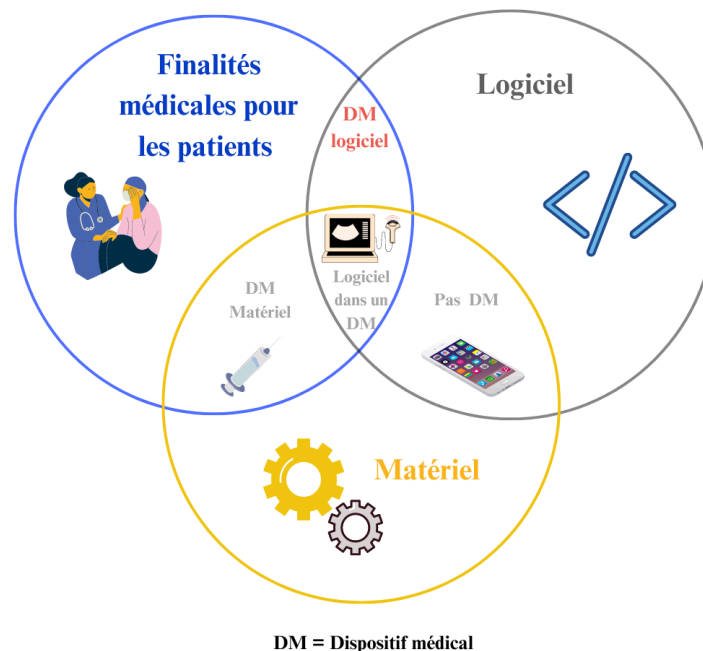 Finalités
médicales pour
les patients
Logiciel
DM
logiciel
DM
Matériel
Logiciel
dans un
DM
Pas DM
Matériel
DM = Dispositif médical